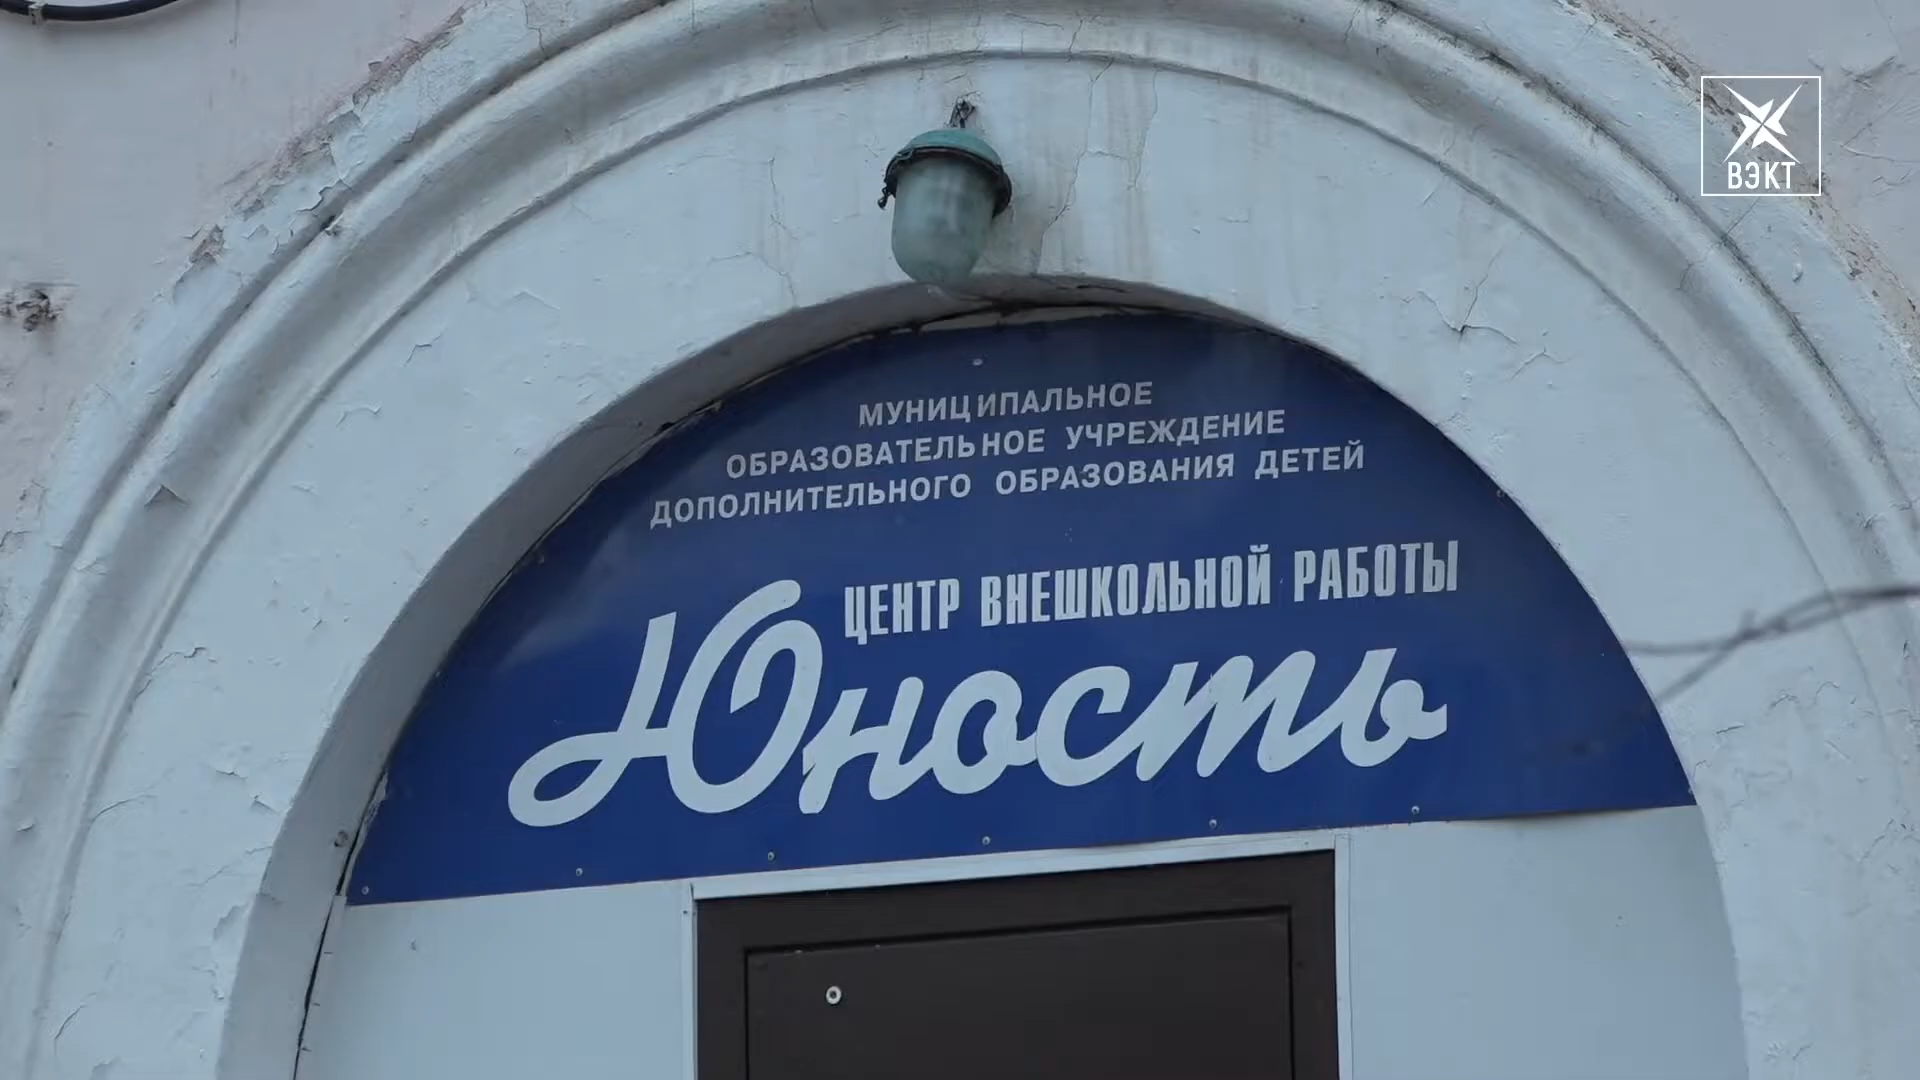 ВЭКТ
МУНИЦИПАЛЬНОЕ
ОБРАЗОВАТЕЛЬНОЕ УЧРЕЖДЕНИЕ
ДОПОЛНИТЕЛЬНОГО ОБРАЗОВАНИЯ ДЕТЕЙ
ЦЕНТР ВНЕШКОЛЬНОЙ РАБОТЫ
Юность